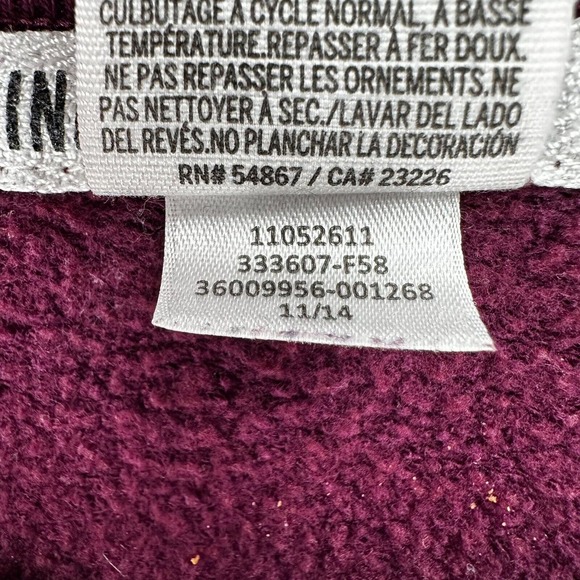 CULBUTAGE À CYCLE NORMAL, À BASSE
TEMPÉRATURE.REPASSER À FER DOUX.
NE PAS REPASSER LES ORNEMENTS.NE
PAS NETTOYER À SEC./LAVAR DEL LADO
DEL REVÉS.NO PLANCHAR LA DECORACIÓN
RN# 54867 / CA# 23226
IN
11052611
333607-F58
36009956-001268
11/14